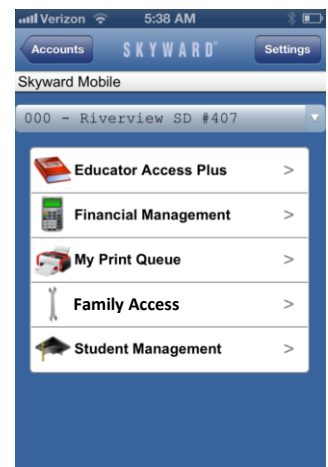 Verizon 5:38 AM
Accounts SKYWARD Settings
Skyward Mobile
000 - Riverview SD #407
Educator Access Plus >
Financial Management >
My Print Queue >
Family Access >
Student Management >